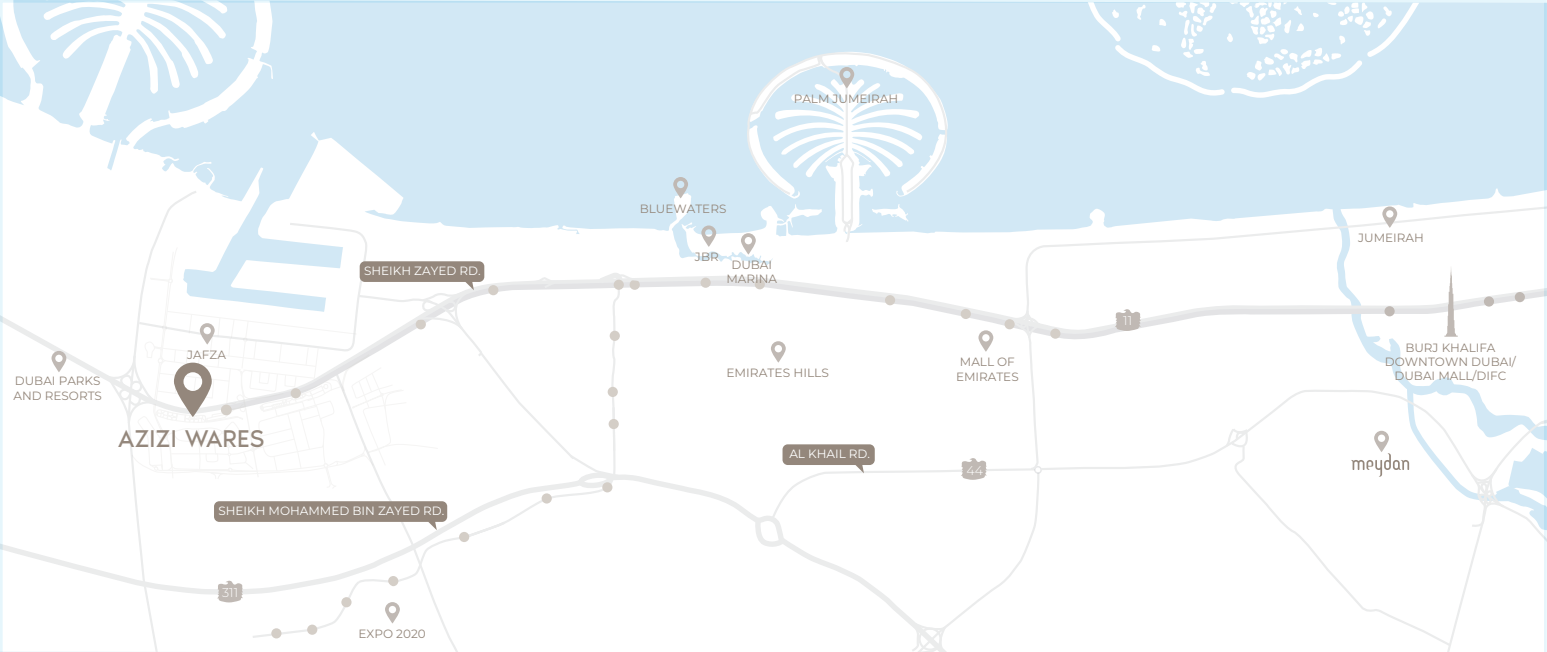 PALM JUMEIRAH
BLUEWATERS
JBR
DUBAI
MARINA
JUMEIRAH
SHEIKH ZAYED RD.
11
JAFZA
DUBAI PARKS
AND RESORTS
AZIZI WARES
EMIRATES HILLS
MALL OF
EMIRATES
BURJ KHALIFA
DOWNTOWN DUBAI/
DUBAI MALL/DIFC
AL KHAIL RD.
44
meydan
SHEIKH MOHAMMED BIN ZAYED RD.
311
EXPO 2020